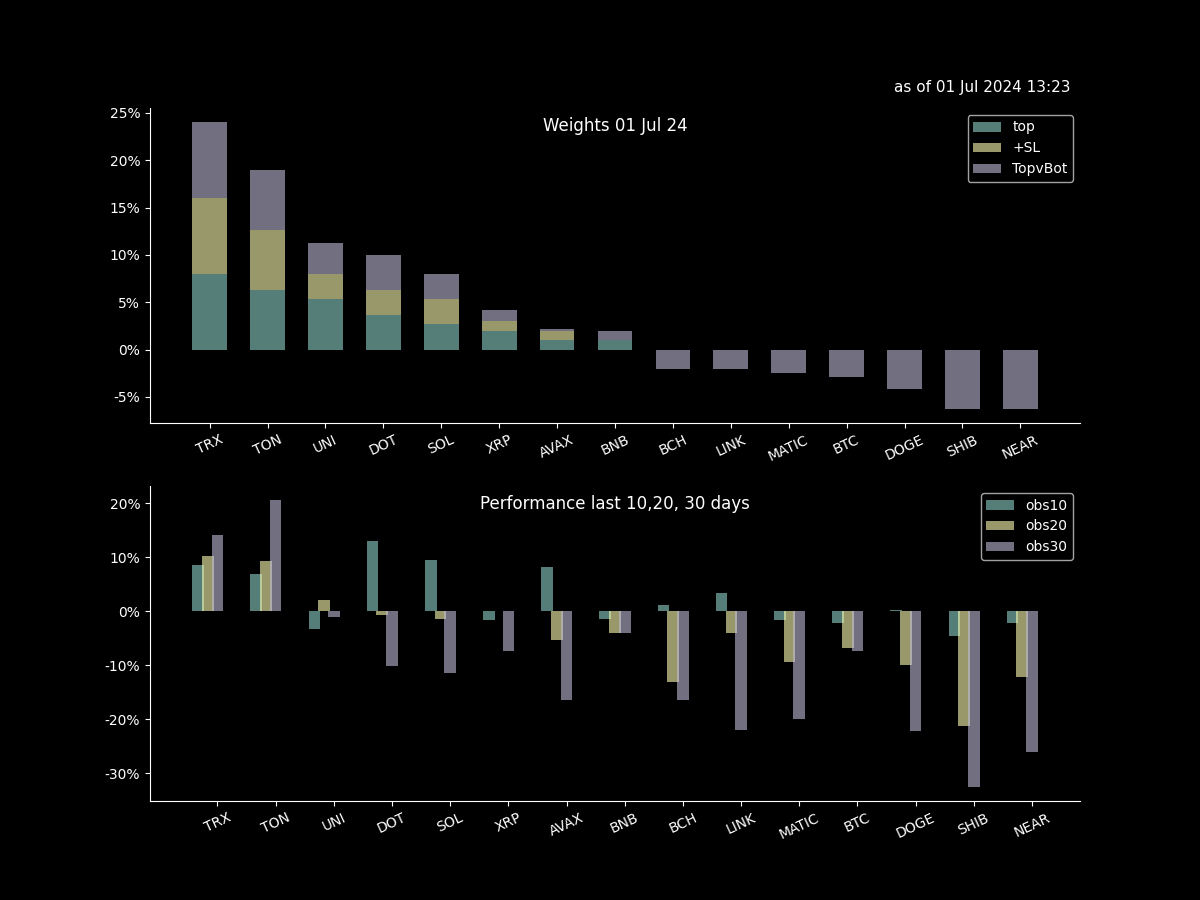 as of 01 Jul 2024 13:23
Weights 01 Jul 24
top
+SL
TopvBot
25%
20%
15%
10%
5%
0%
-5%
TRX TON UNI DOT SOL XRP AVAX BNB BCH LINK MATIC BTC DOGE SHIB NEAR
Performance last 10,20, 30 days
obs10
obs20
obs30
20%
10%
0%
-10%
-20%
-30%
TRX TON UNI DOT SOL XRP AVAX BNB BCH LINK MATIC BTC DOGE SHIB NEAR